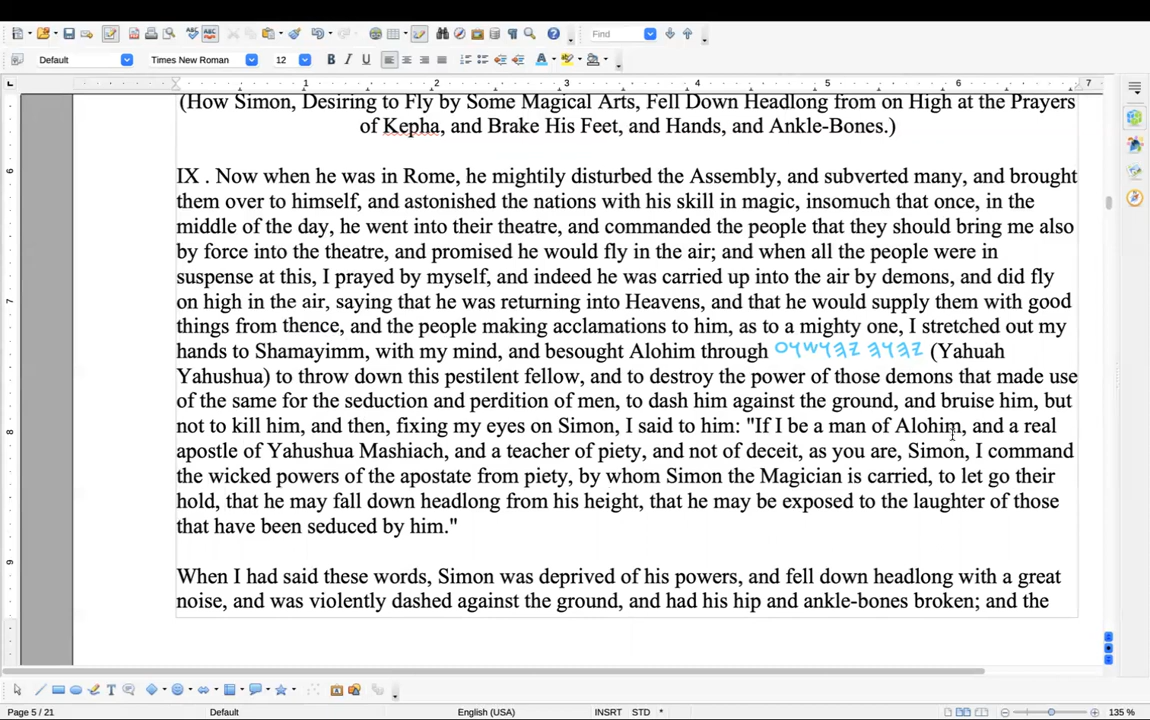 Find
Default
Times New Roman
12
B I U
1 2 3 4 5 6 7
(How Simon, Desiring to Fly by Some Magical Arts, Fell Down Headlong from on High at the Prayers
of Kepha, and Brake His Feet, and Hands, and Ankle-Bones.)
IX . Now when he was in Rome, he mightily disturbed the Assembly, and subverted many, and brought
them over to himself, and astonished the nations with his skill in magic, insomuch that once, in the
middle of the day, he went into their theatre, and commanded the people that they should bring me also
by force into the theatre, and promised he would fly in the air; and when all the people were in
suspense at this, I prayed by myself, and indeed he was carried up into the air by demons, and did fly
on high in the air, saying that he was returning into Heavens, and that he would supply them with good
things from thence, and the people making acclamations to him, as to a mighty one, I stretched out my
hands to Shamayimm, with my mind, and besought Alohim through (Yahuah
Yahushua) to throw down this pestilent fellow, and to destroy the power of those demons that made use
of the same for the seduction and perdition of men, to dash him against the ground, and bruise him, but
not to kill him, and then, fixing my eyes on Simon, I said to him: "If I be a man of Alohim, and a real
apostle of Yahushua Mashiach, and a teacher of piety, and not of deceit, as you are, Simon, I command
the wicked powers of the apostate from piety, by whom Simon the Magician is carried, to let go their
hold, that he may fall down headlong from his height, that he may be exposed to the laughter of those
that have been seduced by him."
When I had said these words, Simon was deprived of his powers, and fell down headlong with a great
noise, and was violently dashed against the ground, and had his hip and ankle-bones broken; and the
6
7
8
9
Page 5 / 21
Default
English (USA)
INSRT STD *
135 %